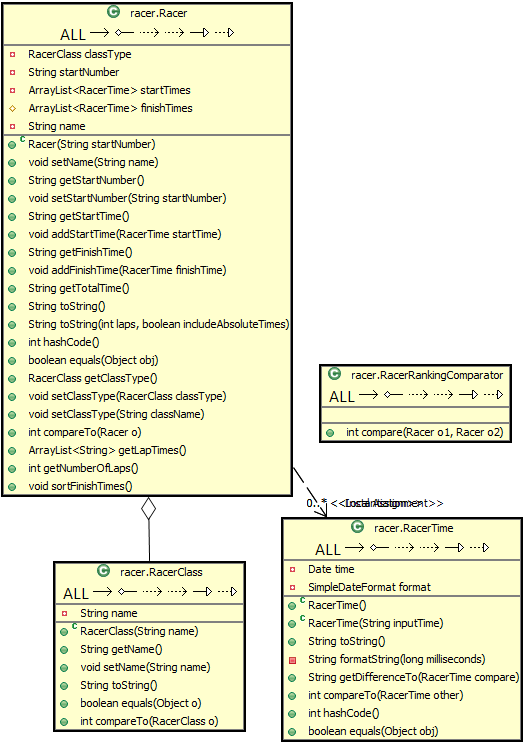 racer.Racer
ALL
RacerClass classType
String startNumber
ArrayList<RacerTime> startTimes
ArrayList<RacerTime> finishTimes
String name
Racer(String startNumber)
void setName(String name)
String getStartNumber()
void setStartNumber(String startNumber)
String getStartTime()
void addStartTime(RacerTime startTime)
String getFinishTime()
void addFinishTime(RacerTime finishTime)
String getTotalTime()
String toString()
String toString(int laps, boolean includeAbsoluteTimes)
int hashCode()
boolean equals(Object obj)
RacerClass getClassType()
void setClassType(RacerClass classType)
void setClassType(String className)
int compareTo(Racer o)
ArrayList<String> getLapTimes()
int getNumberOfLaps()
void sortFinishTimes()
racer.RacerRankingComparator
ALL
int compare(Racer o1, Racer o2)
0..*
racer.RacerClass
ALL
String name
RacerClass(String name)
String getName()
void setName(String name)
String toString()
boolean equals(Object o)
int compareTo(RacerClass o)
racer.RacerTime
ALL
Date time
SimpleDateFormat format
RacerTime()
RacerTime(String inputTime)
String toString()
String formatString(long milliseconds)
String getDifferenceTo(RacerTime compare)
int compareTo(RacerTime other)
int hashCode()
boolean equals(Object obj)